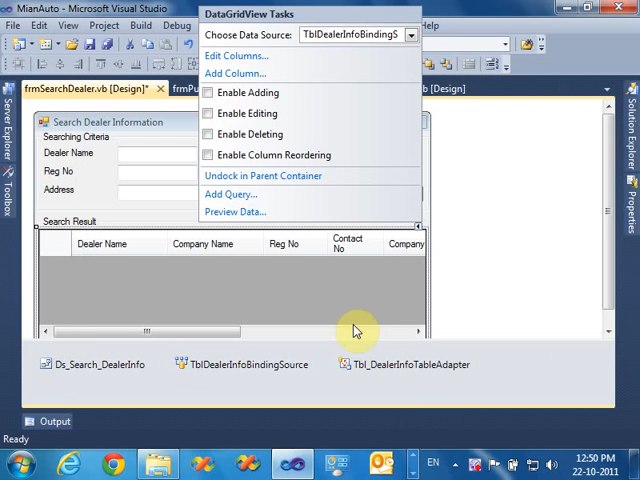 MianAuto - Microsoft Visual Studio
File Edit View Project Build Debug
DataGridView Tasks
Choose Data Source: TblDealerInfoBindingS
Edit Columns...
Add Column...
Enable Adding
Enable Editing
Enable Deleting
Enable Column Reordering
Undock in Parent Container
Add Query...
Preview Data...
frmSearchDealer.vb [Design]* frmPu [Design]
Server Explorer
Toolbox
Solution Explorer
Properties
Search Dealer Information
Searching Criteria
Dealer Name
Reg No
Address
Search Result
Dealer Name Company Name Reg No Contact No Company
Ds_Search_DealerInfo TblDealerInfoBindingSource Tbl_DealerInfoTableAdapter
Output
Ready
EN 12:50 PM
22-10-2011